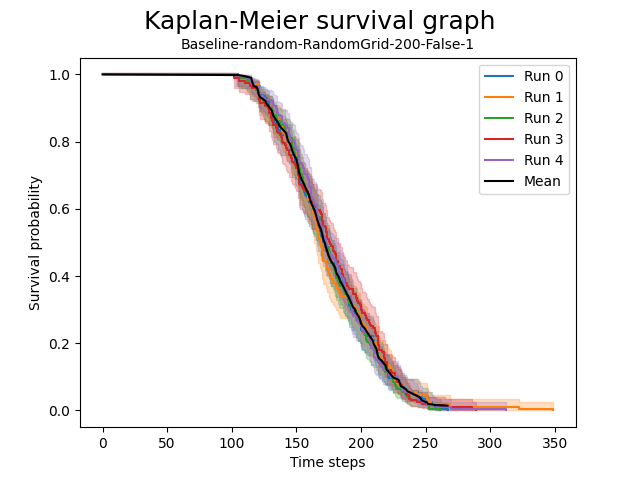 Kaplan-Meier survival graph
Baseline-random-RandomGrid-200-False-1
1.0
0.8
0.6
0.4
0.2
0.0
Survival probability
0 50 100 150 200 250 300 350
Time steps
Run 0
Run 1
Run 2
Run 3
Run 4
Mean